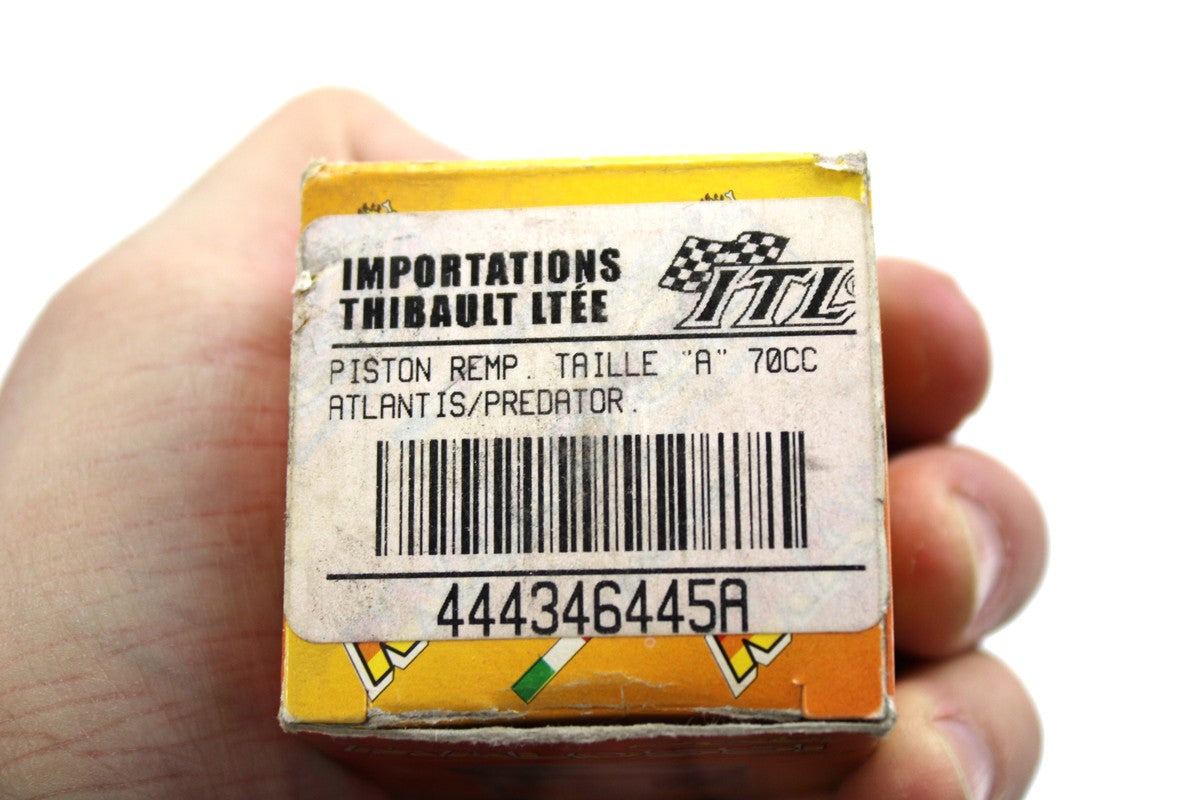 IMPORTATIONS
THIBAULT LTÉE
ITL®
PISTON REMP. TAILLE "A" 70CC
ATLANTIS/PREDATOR.
444346445A